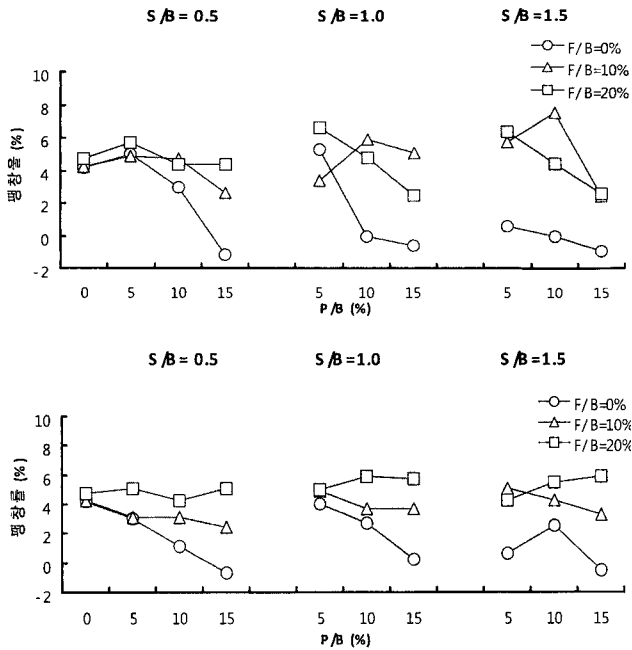 S/B= 0.5
S/B=1.0
S/B=1.5
F/B=0%
F/B=10%
F/B=20%
팽창율 (%)
10
8
6
4
2
0
-2
0 5 10 15 5 10 15 5 10 15
P/B (%)
S/B= 0.5
S/B=1.0
S/B=1.5
F/B=0%
F/B=10%
F/B=20%
팽창률 (%)
10
8
6
4
2
0
-2
0 5 10 15 5 10 15 5 10 15
P/B (%)